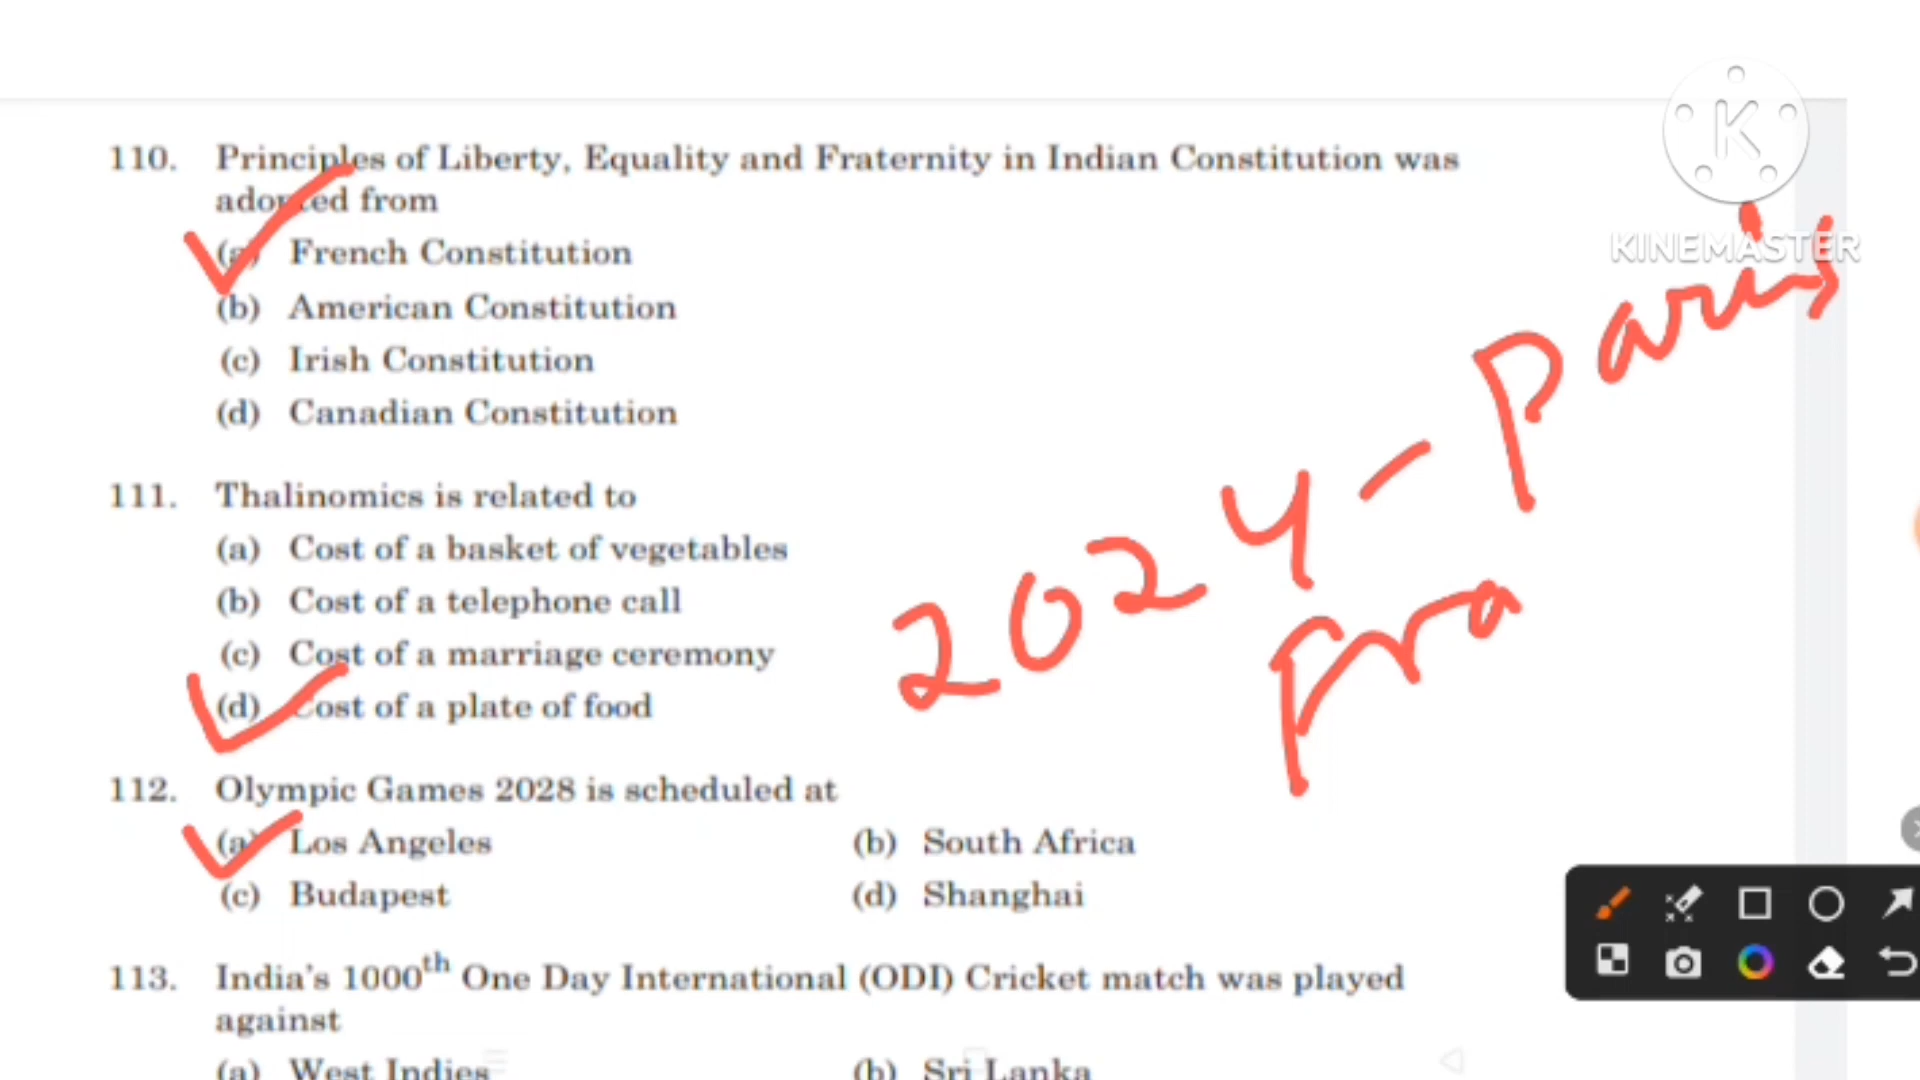 K
KINEMASTER
110. Principles of Liberty, Equality and Fraternity in Indian Constitution was
adopted from
(a) French Constitution
(b) American Constitution
(c) Irish Constitution
(d) Canadian Constitution
2024 - Paris
Fra
111. Thalinomics is related to
(a) Cost of a basket of vegetables
(b) Cost of a telephone call
(c) Cost of a marriage ceremony
(d) Cost of a plate of food
112. Olympic Games 2028 is scheduled at
(a) Los Angeles (b) South Africa
(c) Budapest (d) Shanghai
113. India's 1000th One Day International (ODI) Cricket match was played
against
(a) West Indies (b) Sri Lanka